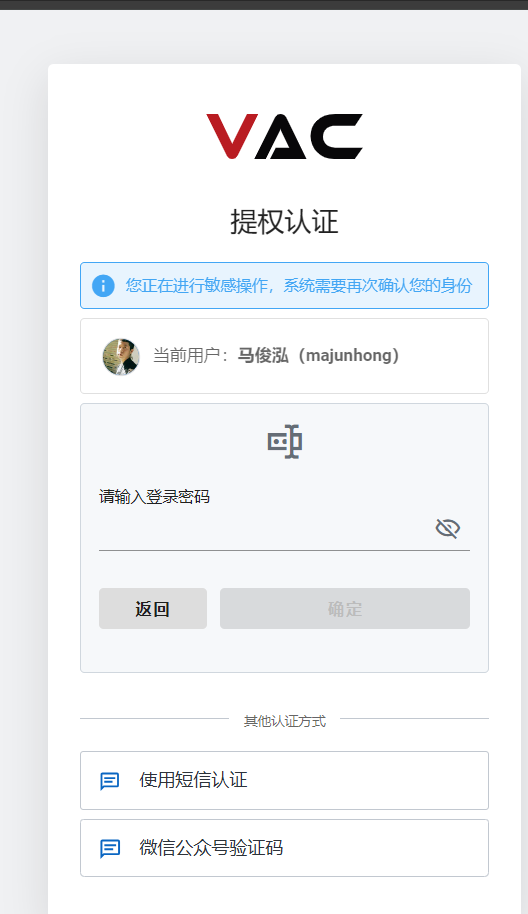 VAC
提权认证
您正在进行敏感操作，系统需要再次确认您的身份
当前用户：马俊泓（majunhong）
请输入登录密码
返回 确定
其他认证方式
使用短信认证
微信公众号验证码